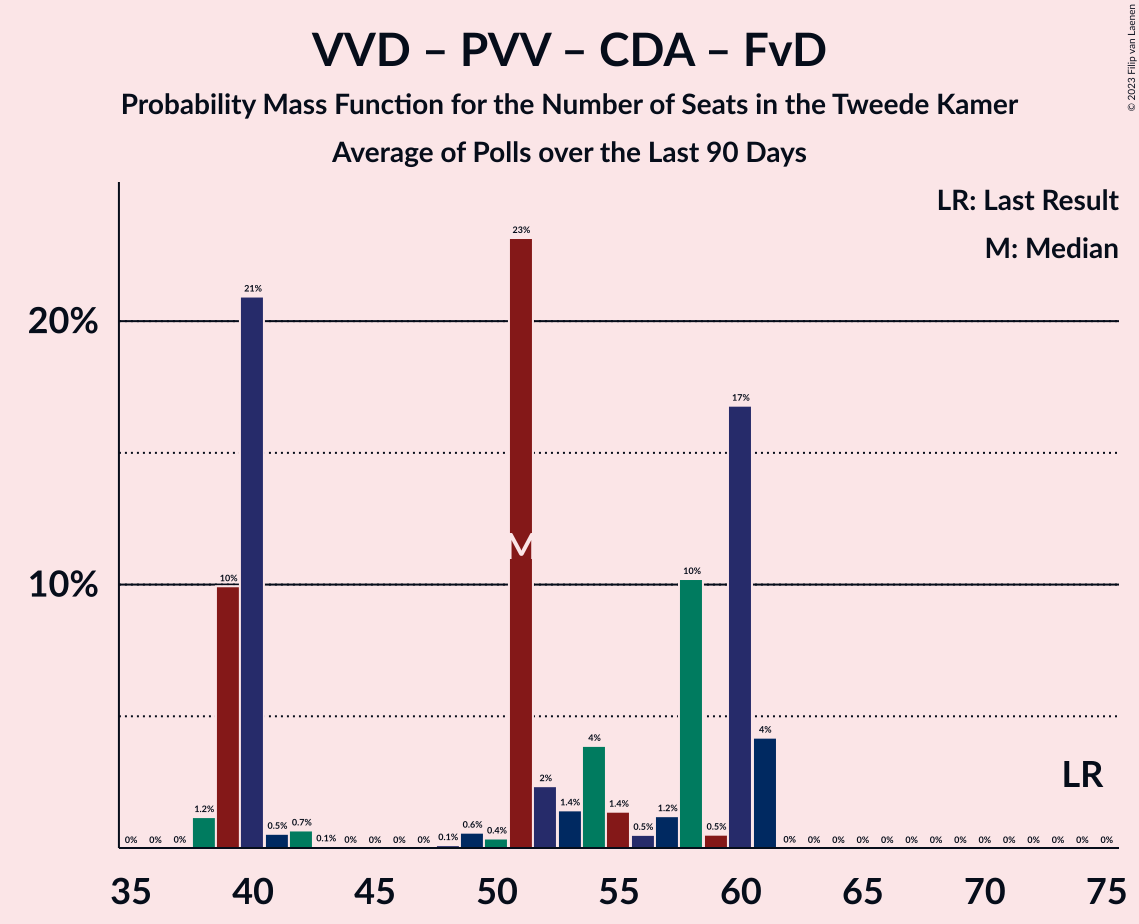 VVD – PVV – CDA – FvD
Probability Mass Function for the Number of Seats in the Tweede Kamer
Average of Polls over the Last 90 Days
© 2023 Filip van Laenen
LR: Last Result
M: Median
20%
10%
0% 0% 0% 1.2% 10% 21% 0.5% 0.7% 0.1% 0% 0% 0% 0% 0.1% 0.6% 0.4% 23% 2% 1.4% 4% 1.4% 0.5% 1.2% 10% 0.5% 17% 4% 0% 0% 0% 0% 0% 0% 0% 0% 0% 0% 0% 0% 0% 0%
M
LR
35 40 45 50 55 60 65 70 75